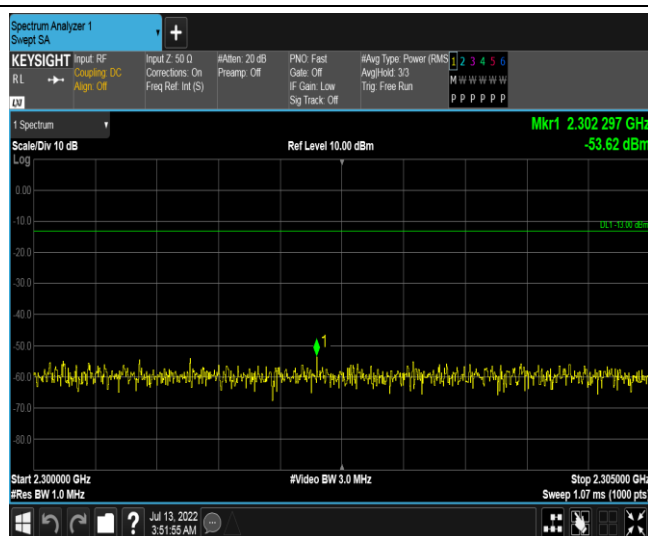 Spectrum Analyzer 1
Swept SA
+
KEYSIGHT Input: RF Input Z: 50 Ω #Atten: 20 dB PNO: Fast #Avg Type: Power (RMS 1 2 3 4 5 6
RL Coupling: DC Corrections: On Preamp: Off Gate: Off Avg|Hold: 3/3 M W W W W W
Align: Off Freq Ref: Int (S) IF Gain: Low Trig: Free Run
Sig Track: Off P P P P P P
LXI
1 Spectrum
Mkr1 2.302 297 GHz
Scale/Div 10 dB Ref Level 10.00 dBm -53.62 dBm
Log
0.00
-10.0
DL1 -13.00 dBm
-20.0
-30.0
-40.0
-50.0
1
-60.0
-70.0
-80.0
Start 2.300000 GHz #Video BW 3.0 MHz Stop 2.305000 GHz
#Res BW 1.0 MHz Sweep 1.07 ms (1000 pts)
? Jul 13, 2022
3:51:55 AM